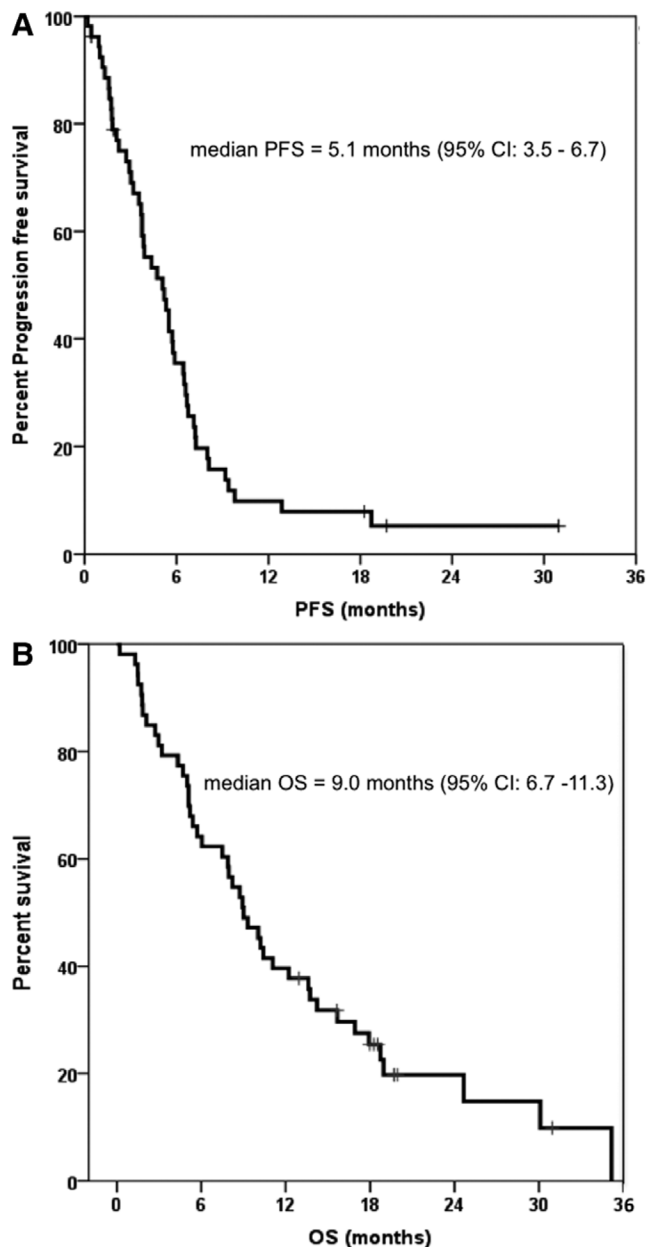 A
100
80
60
40
20
0
Percent Progression free survival
median PFS = 5.1 months (95% CI: 3.5 - 6.7)
0 6 12 18 24 30 36
PFS (months)
B
100
80
60
40
20
0
Percent suvival
median OS = 9.0 months (95% CI: 6.7 -11.3)
0 6 12 18 24 30 36
OS (months)